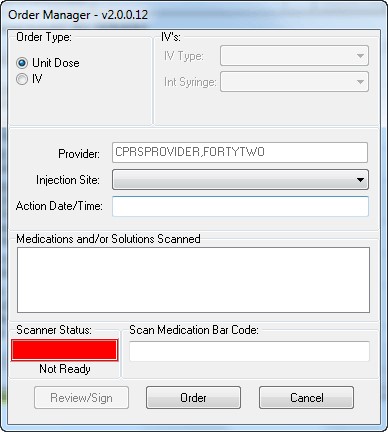 Order Manager - v2.0.0.12
Order Type:
Unit Dose
IV
IV's:
IV Type:
Int Syringe:
Provider:
CPRSPROVIDER,FORTYTWO
Injection Site:
Action Date/Time:
Medications and/or Solutions Scanned
Scanner Status:
Not Ready
Scan Medication Bar Code:
Review/Sign
Order
Cancel